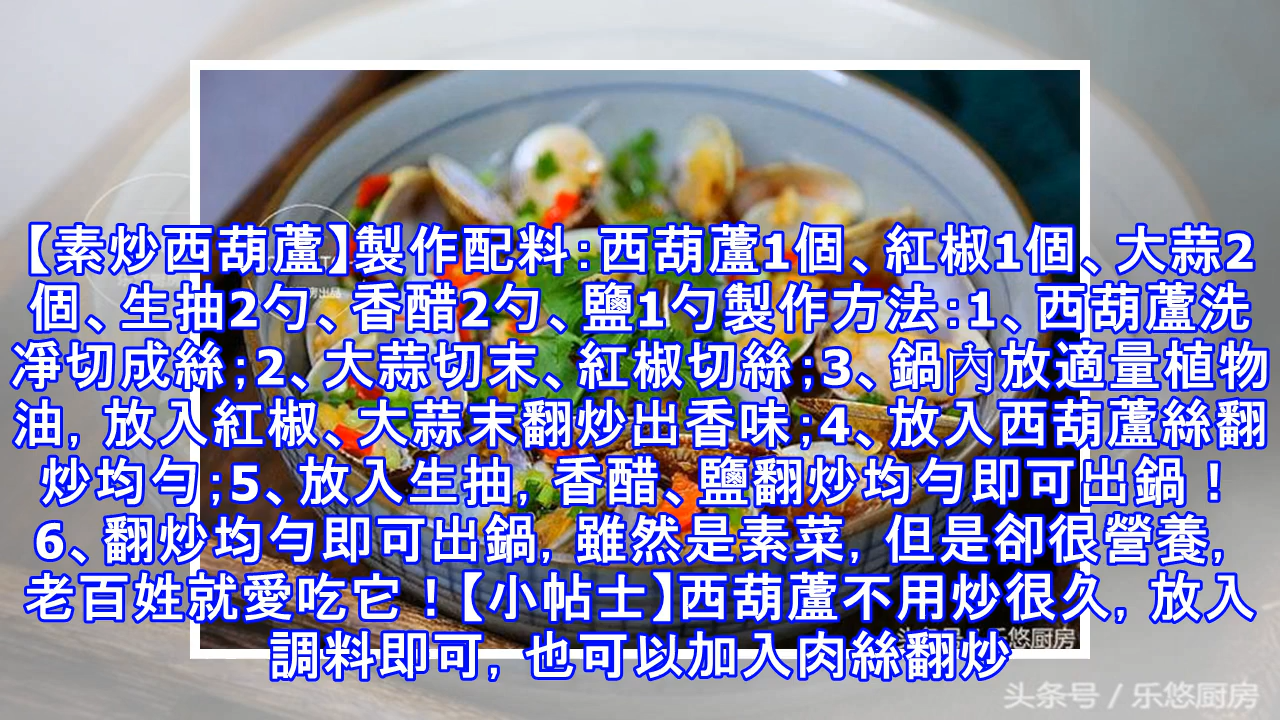 【素炒西葫蘆】製作配料:西葫蘆1個、紅椒1個、大蒜2
個、生抽2勺、香醋2勺、鹽1勺製作方法:1、西葫蘆洗
凈切成絲;2、大蒜切末、紅椒切絲;3、鍋內放適量植物
油, 放入紅椒、大蒜末翻炒出香味;4、放入西葫蘆絲翻
炒均勻;5、放入生抽, 香醋、鹽翻炒均勻即可出鍋！
6、翻炒均勻即可出鍋, 雖然是素菜, 但是卻很營養,
老百姓就愛吃它！【小帖士】西葫蘆不用炒很久, 放入
調料即可, 也可以加入肉絲翻炒
头条号 / 乐悠厨房